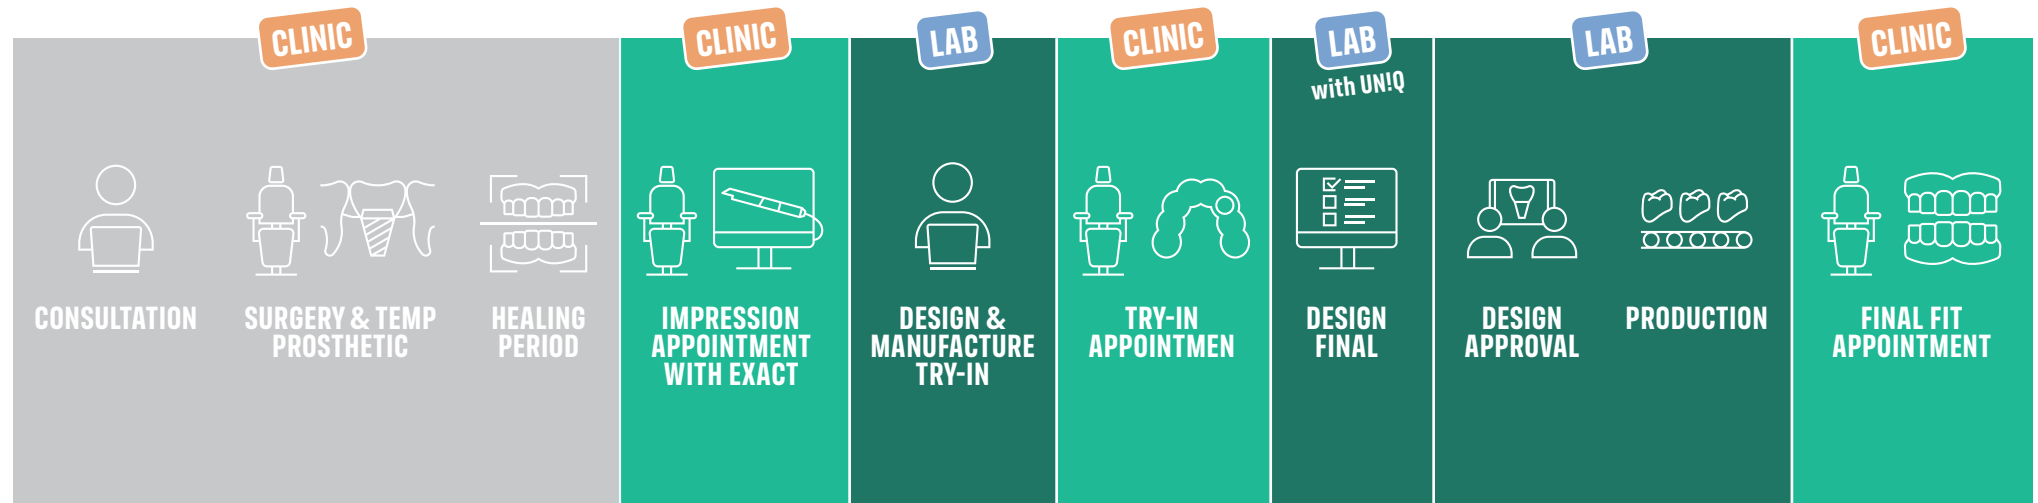 CLINIC
CONSULTATION
SURGERY & TEMP
PROSTHETIC
HEALING
PERIOD
CLINIC
IMPRESSION
APPOINTMENT
WITH EXACT
LAB
DESIGN &
MANUFACTURE
TRY-IN
CLINIC
TRY-IN
APPOINTMEN
LAB
with UN!Q
DESIGN
FINAL
LAB
DESIGN
APPROVAL
PRODUCTION
CLINIC
FINAL FIT
APPOINTMENT